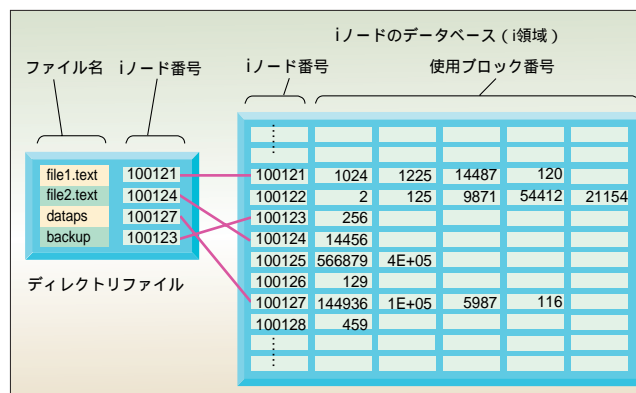 iノードのデータベース(i領域)
ファイル名 iノード番号 iノード番号 使用ブロック番号
file1.text 100121
file2.text 100124
dataps 100127
backup 100123
ディレクトリファイル
100121 1024 1225 14487 120
100122 2 125 9871 54412 21154
100123 256
100124 14456
100125 566879 4E+05
100126 129
100127 144936 1E+05 5987 116
100128 459